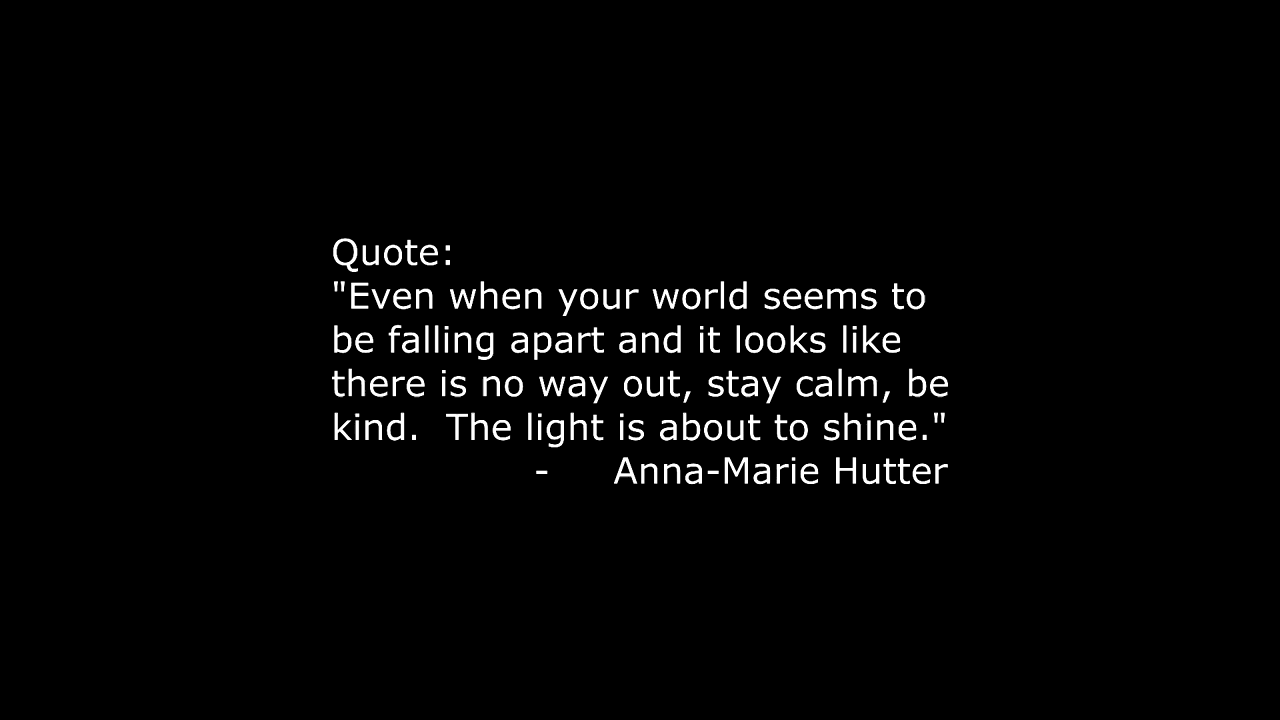 Quote:
"Even when your world seems to
be falling apart and it looks like
there is no way out, stay calm, be
kind.  The light is about to shine."
-     Anna-Marie Hutter